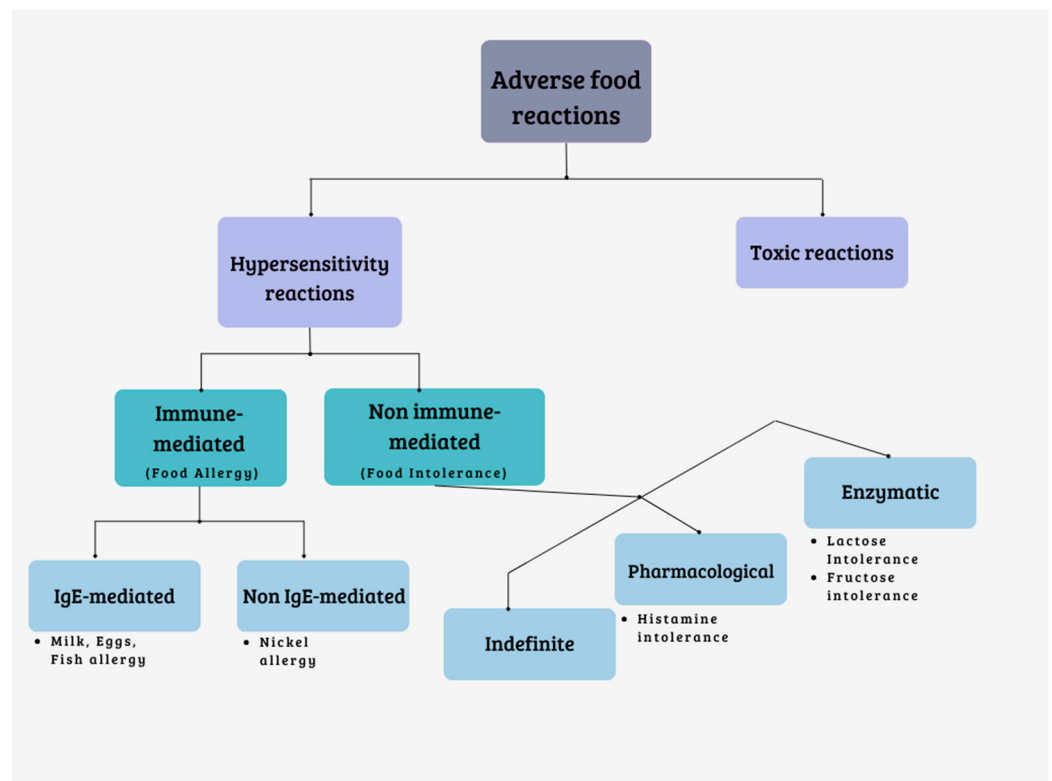 Adverse food
reactions
Hypersensitivity
reactions
Toxic reactions
Immune-
mediated
(Food Allergy)
Non immune-
mediated
(Food Intolerance)
IgE-mediated
• Milk, Eggs,
Fish allergy
Non IgE-mediated
• Nickel
allergy
Indefinite
Pharmacological
• Histamine
intolerance
Enzymatic
• Lactose
Intolerance
• Fructose
intolerance